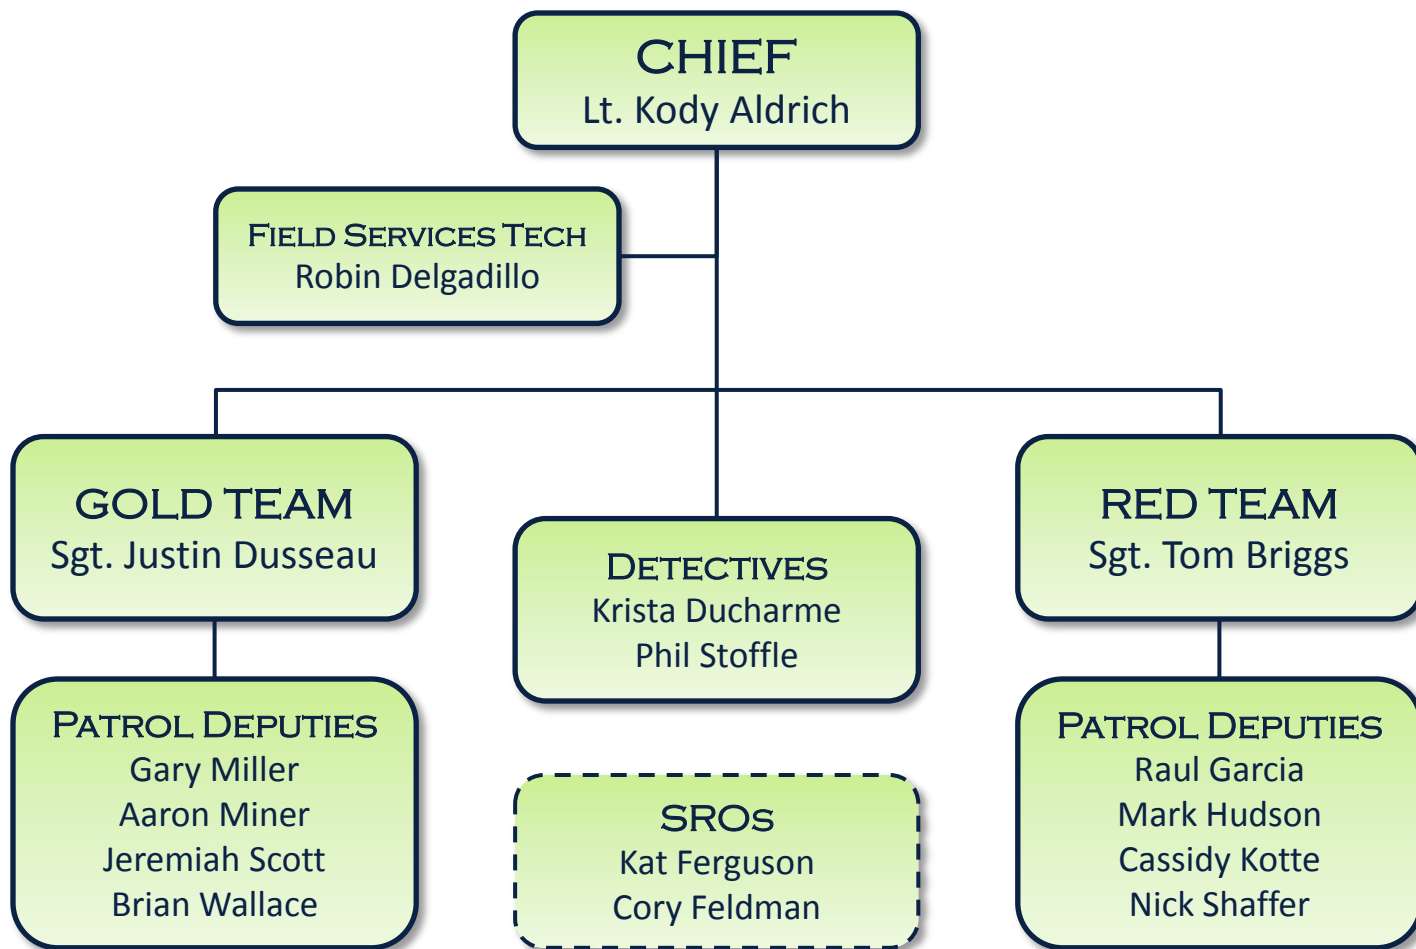 CHIEF
Lt. Kody Aldrich
FIELD SERVICES TECH
Robin Delgadillo
GOLD TEAM
Sgt. Justin Dusseau
DETECTIVES
Krista Ducharme
Phil Stoffle
RED TEAM
Sgt. Tom Briggs
PATROL DEPUTIES
Gary Miller
Aaron Miner
Jeremiah Scott
Brian Wallace
SROs
Kat Ferguson
Cory Feldman
PATROL DEPUTIES
Raul Garcia
Mark Hudson
Cassidy Kotte
Nick Shaffer